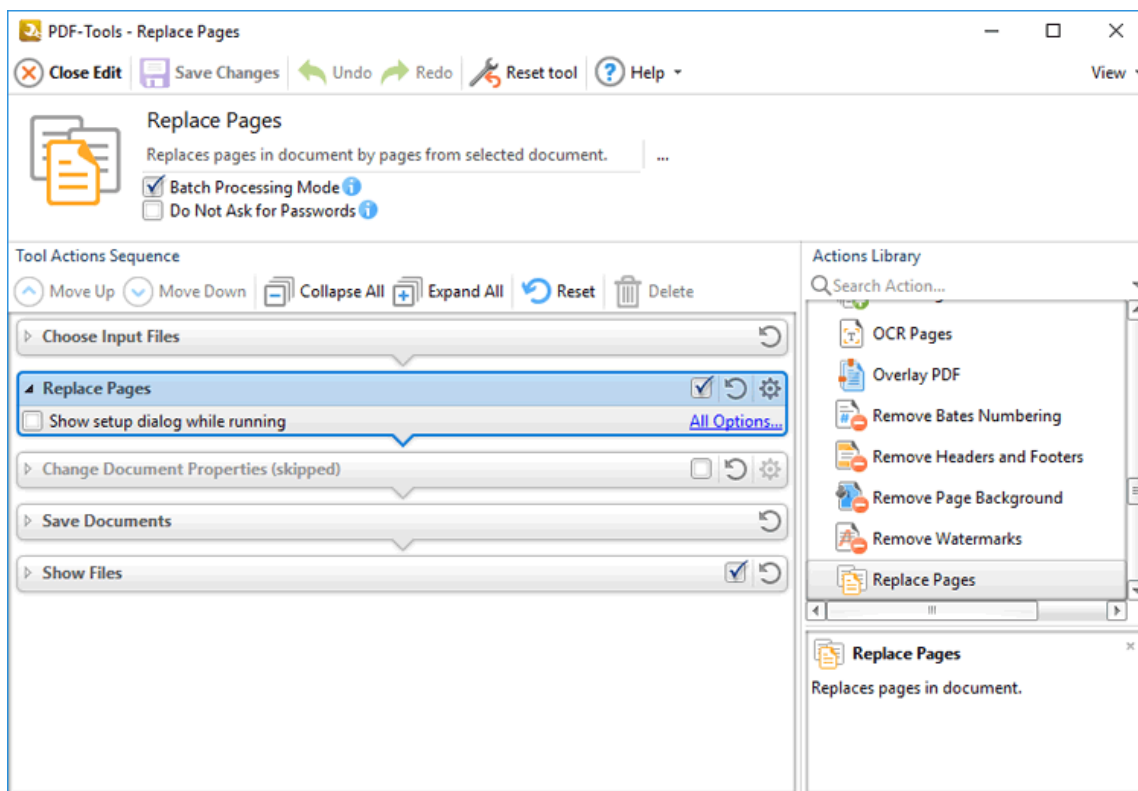 PDF-Tools - Replace Pages
Close Edit Save Changes Undo Redo Reset tool Help View
Replace Pages
Replaces pages in document by pages from selected document. ...
Batch Processing Mode
Do Not Ask for Passwords
Tool Actions Sequence
Move Up Move Down Collapse All Expand All Reset Delete
Choose Input Files
Replace Pages
Show setup dialog while running All Options...
Change Document Properties (skipped)
Save Documents
Show Files
Actions Library
Search Action...
OCR Pages
Overlay PDF
Remove Bates Numbering
Remove Headers and Footers
Remove Page Background
Remove Watermarks
Replace Pages
Replace Pages
Replaces pages in document.